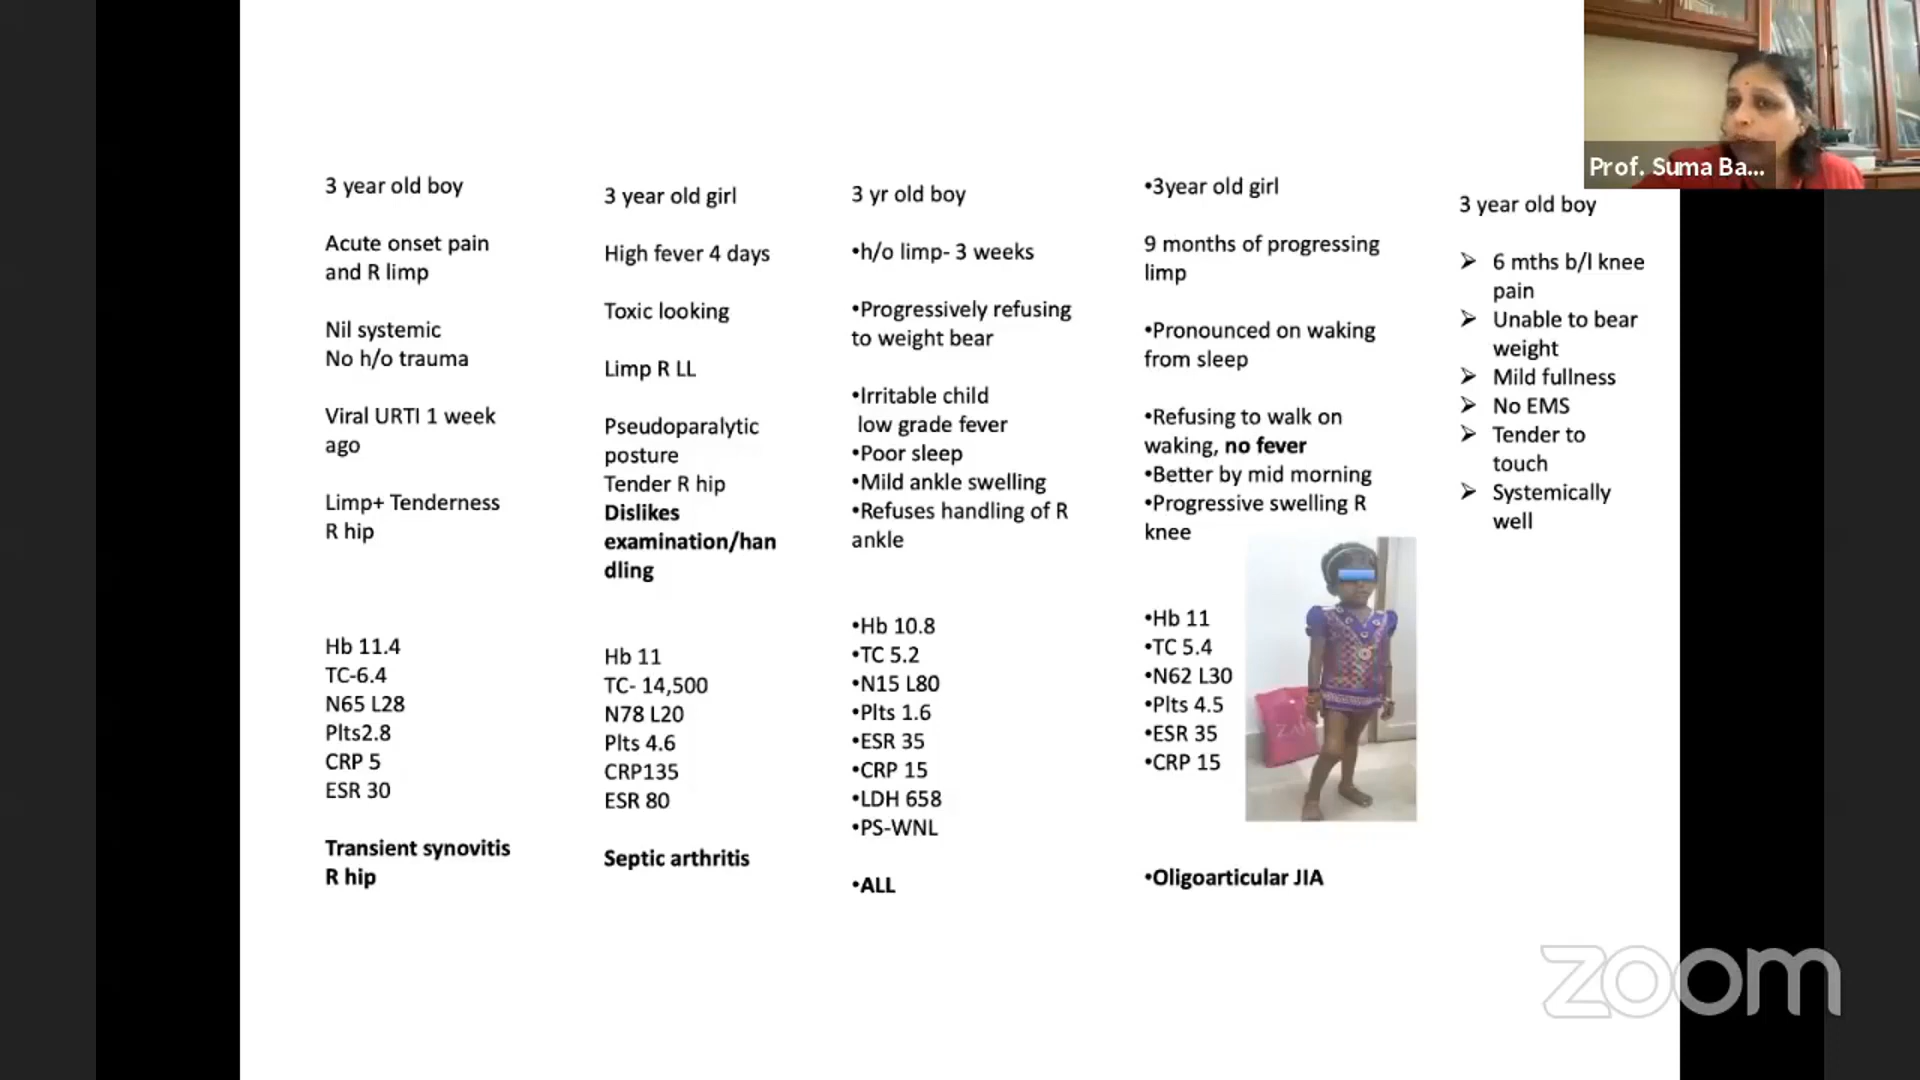 Prof. Suma Ba...
3 year old boy
Acute onset pain
and R limp
Nil systemic
No h/o trauma
Viral URTI 1 week
ago
Limp+ Tenderness
R hip
Hb 11.4
TC-6.4
N65 L28
Plts2.8
CRP 5
ESR 30
Transient synovitis
R hip
3 year old girl
High fever 4 days
Toxic looking
Limp R LL
Pseudoparalytic
posture
Tender R hip
Dislikes
examination/han
dling
Hb 11
TC- 14,500
N78 L20
Plts 4.6
CRP135
ESR 80
Septic arthritis
3 yr old boy
•h/o limp- 3 weeks
•Progressively refusing
to weight bear
•Irritable child
low grade fever
•Poor sleep
•Mild ankle swelling
•Refuses handling of R
ankle
•Hb 10.8
•TC 5.2
•N15 L80
•Plts 1.6
•ESR 35
•CRP 15
•LDH 658
•PS-WNL
•ALL
•3year old girl
9 months of progressing
limp
•Pronounced on waking
from sleep
•Refusing to walk on
waking, no fever
•Better by mid morning
•Progressive swelling R
knee
•Hb 11
•TC 5.4
•N62 L30
•Plts 4.5
•ESR 35
•CRP 15
•Oligoarticular JIA
3 year old boy
➢ 6 mths b/l knee
pain
➢ Unable to bear
weight
➢ Mild fullness
➢ No EMS
➢ Tender to
touch
➢ Systemically
well
zoom